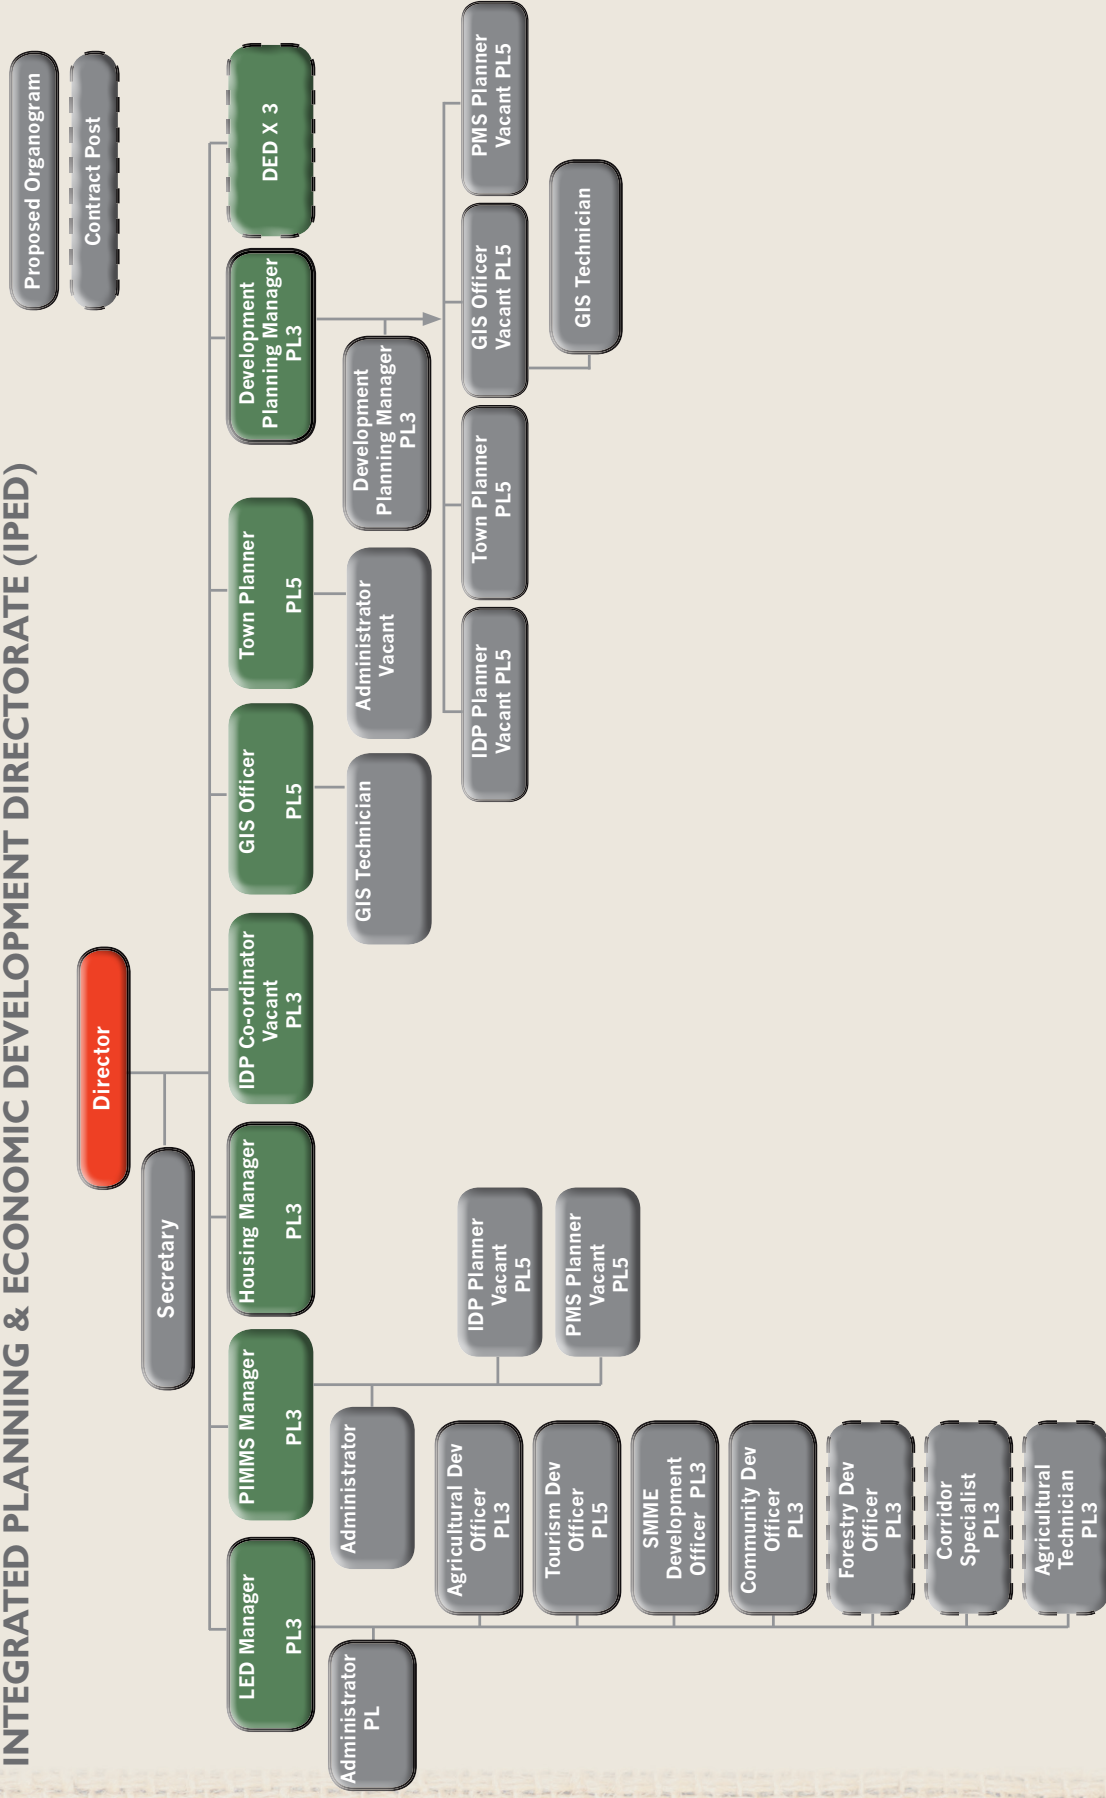 INTEGRATED PLANNING & ECONOMIC DEVELOPMENT DIRECTORATE (IPED)
Proposed Organogram
Contract Post
Director
Secretary
LED Manager
PL3
PIMMS Manager
PL3
Housing Manager
PL3
IDP Co-ordinator
Vacant
PL3
GIS Officer
PL5
Town Planner
PL5
Development
Planning Manager
PL3
DED X 3
Administrator
PL
Administrator
GIS Technician
Administrator
Vacant
Development
Planning Manager
PL3
Agricultural Dev
Officer
PL3
Tourism Dev
Officer
PL5
SMME
Development
Officer PL3
Community Dev
Officer
PL3
Forestry Dev
Officer
PL3
Corridor
Specialist
PL3
Agricultural
Technician
PL3
IDP Planner
Vacant
PL5
PMS Planner
Vacant
PL5
IDP Planner
Vacant PL5
Town Planner
PL5
GIS Officer
Vacant PL5
PMS Planner
Vacant PL5
GIS Technician